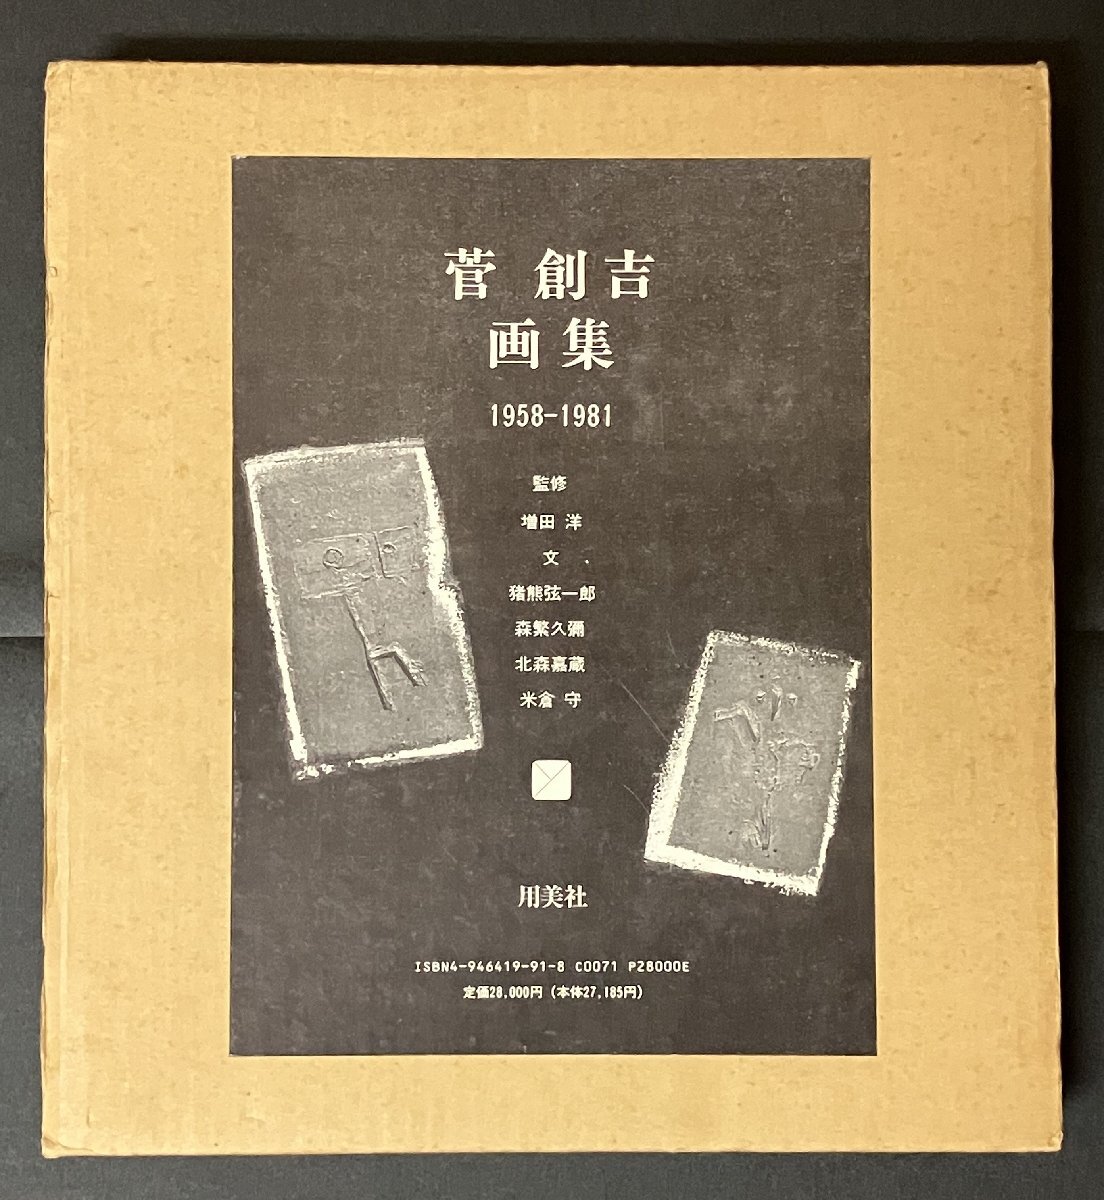 菅 創吉
画集
1958-1981
監修
増田 洋
文
猪熊弦一郎
森繁久彌
北森嘉蔵
米倉 守
用美社
ISBN4-946419-91-8 C0071 P28000E
定価28,000円 (本体27,185円)